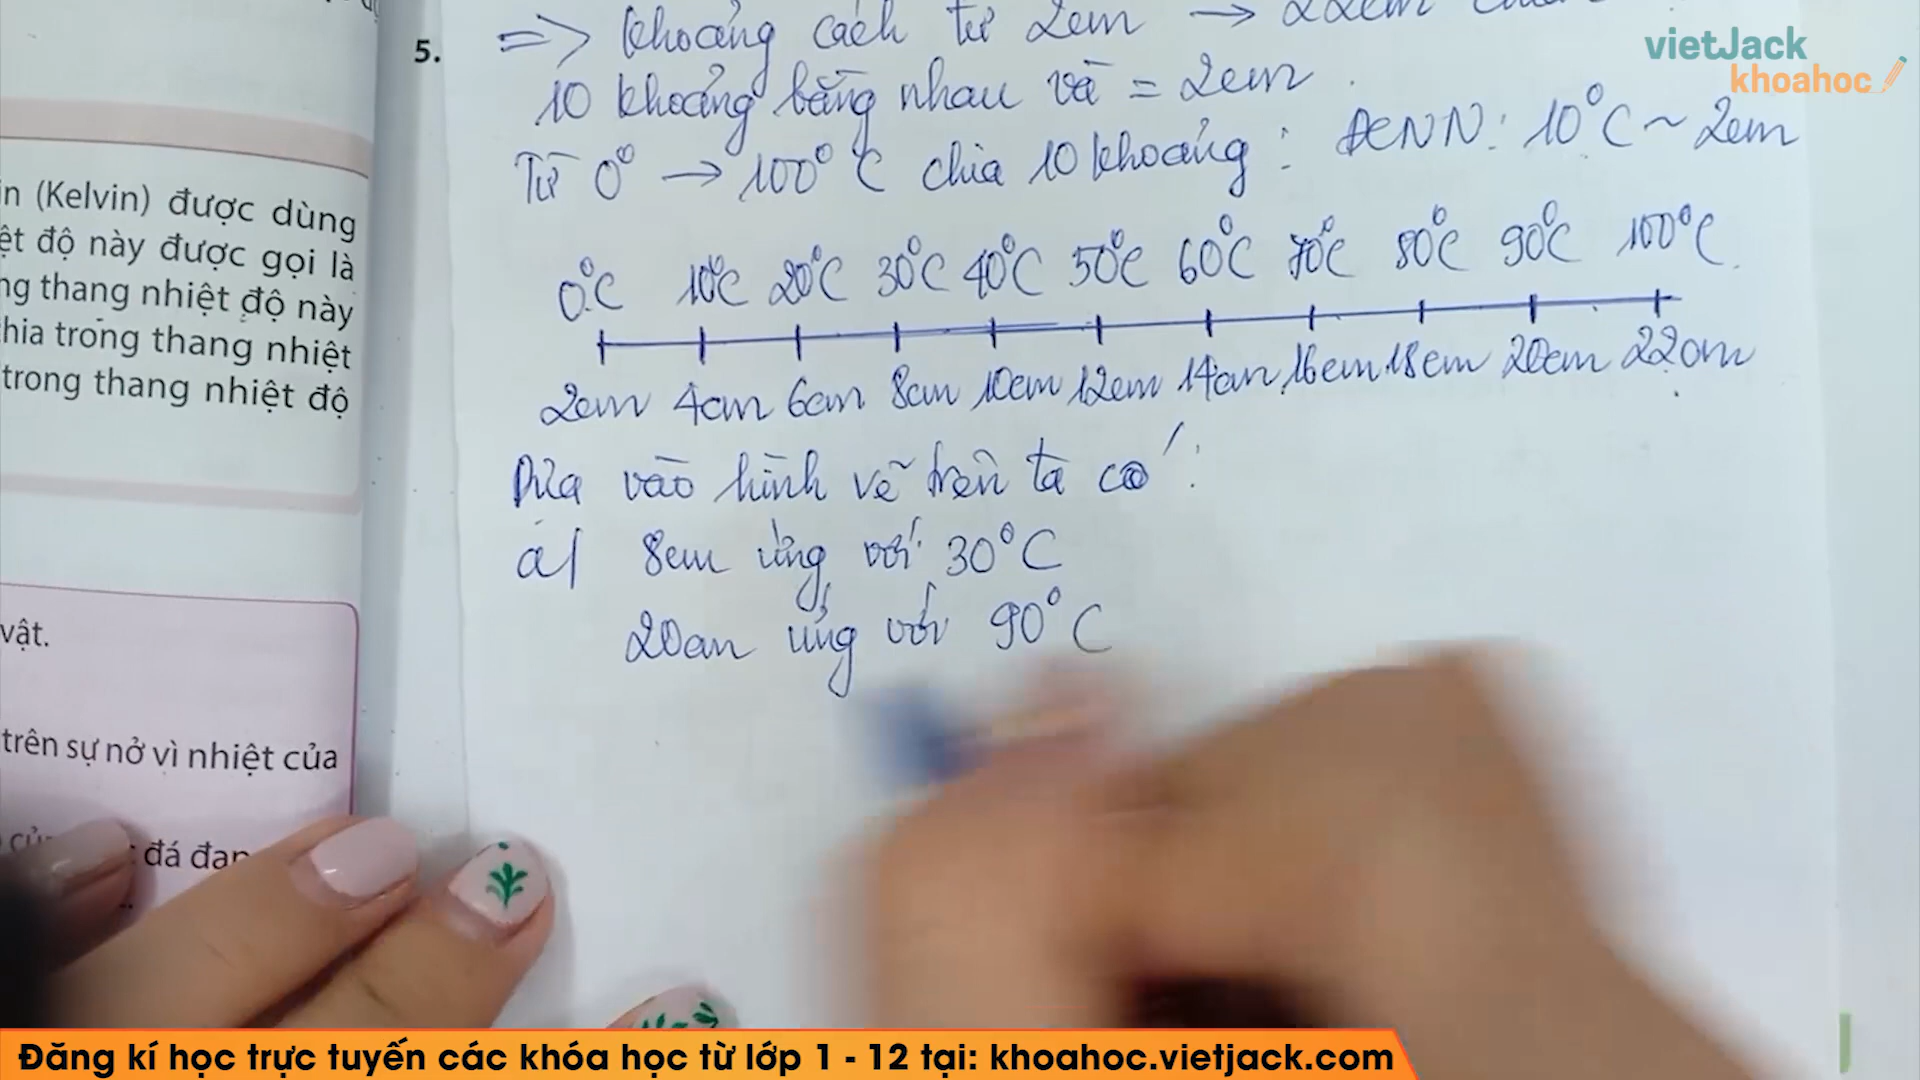 vietJack
khoahoc
in (Kelvin) được dùng
ệt độ này được gọi là
ng thang nhiệt độ này
hia trong thang nhiệt
trong thang nhiệt độ
vật.
trên sự nở vì nhiệt của
đá đan
5.
=> khoảng cách từ 2cm → 22cm
10 khoảng bằng nhau và = 2cm
Từ 0° → 100°C chia 10 khoảng : ĐCNN: 10°C ~ 2cm
0°C 10°C 20°C 30°C 40°C 50°C 60°C 70°C 80°C 90°C 100°C
2cm 4cm 6cm 8cm 10cm 12cm 14cm 16cm 18cm 20cm 22cm
Dựa vào hình vẽ trên ta có :
a/ 8cm ứng với 30°C
20cm ứng với 90°C
Đăng kí học trực tuyến các khóa học từ lớp 1 - 12 tại: khoahoc.vietjack.com